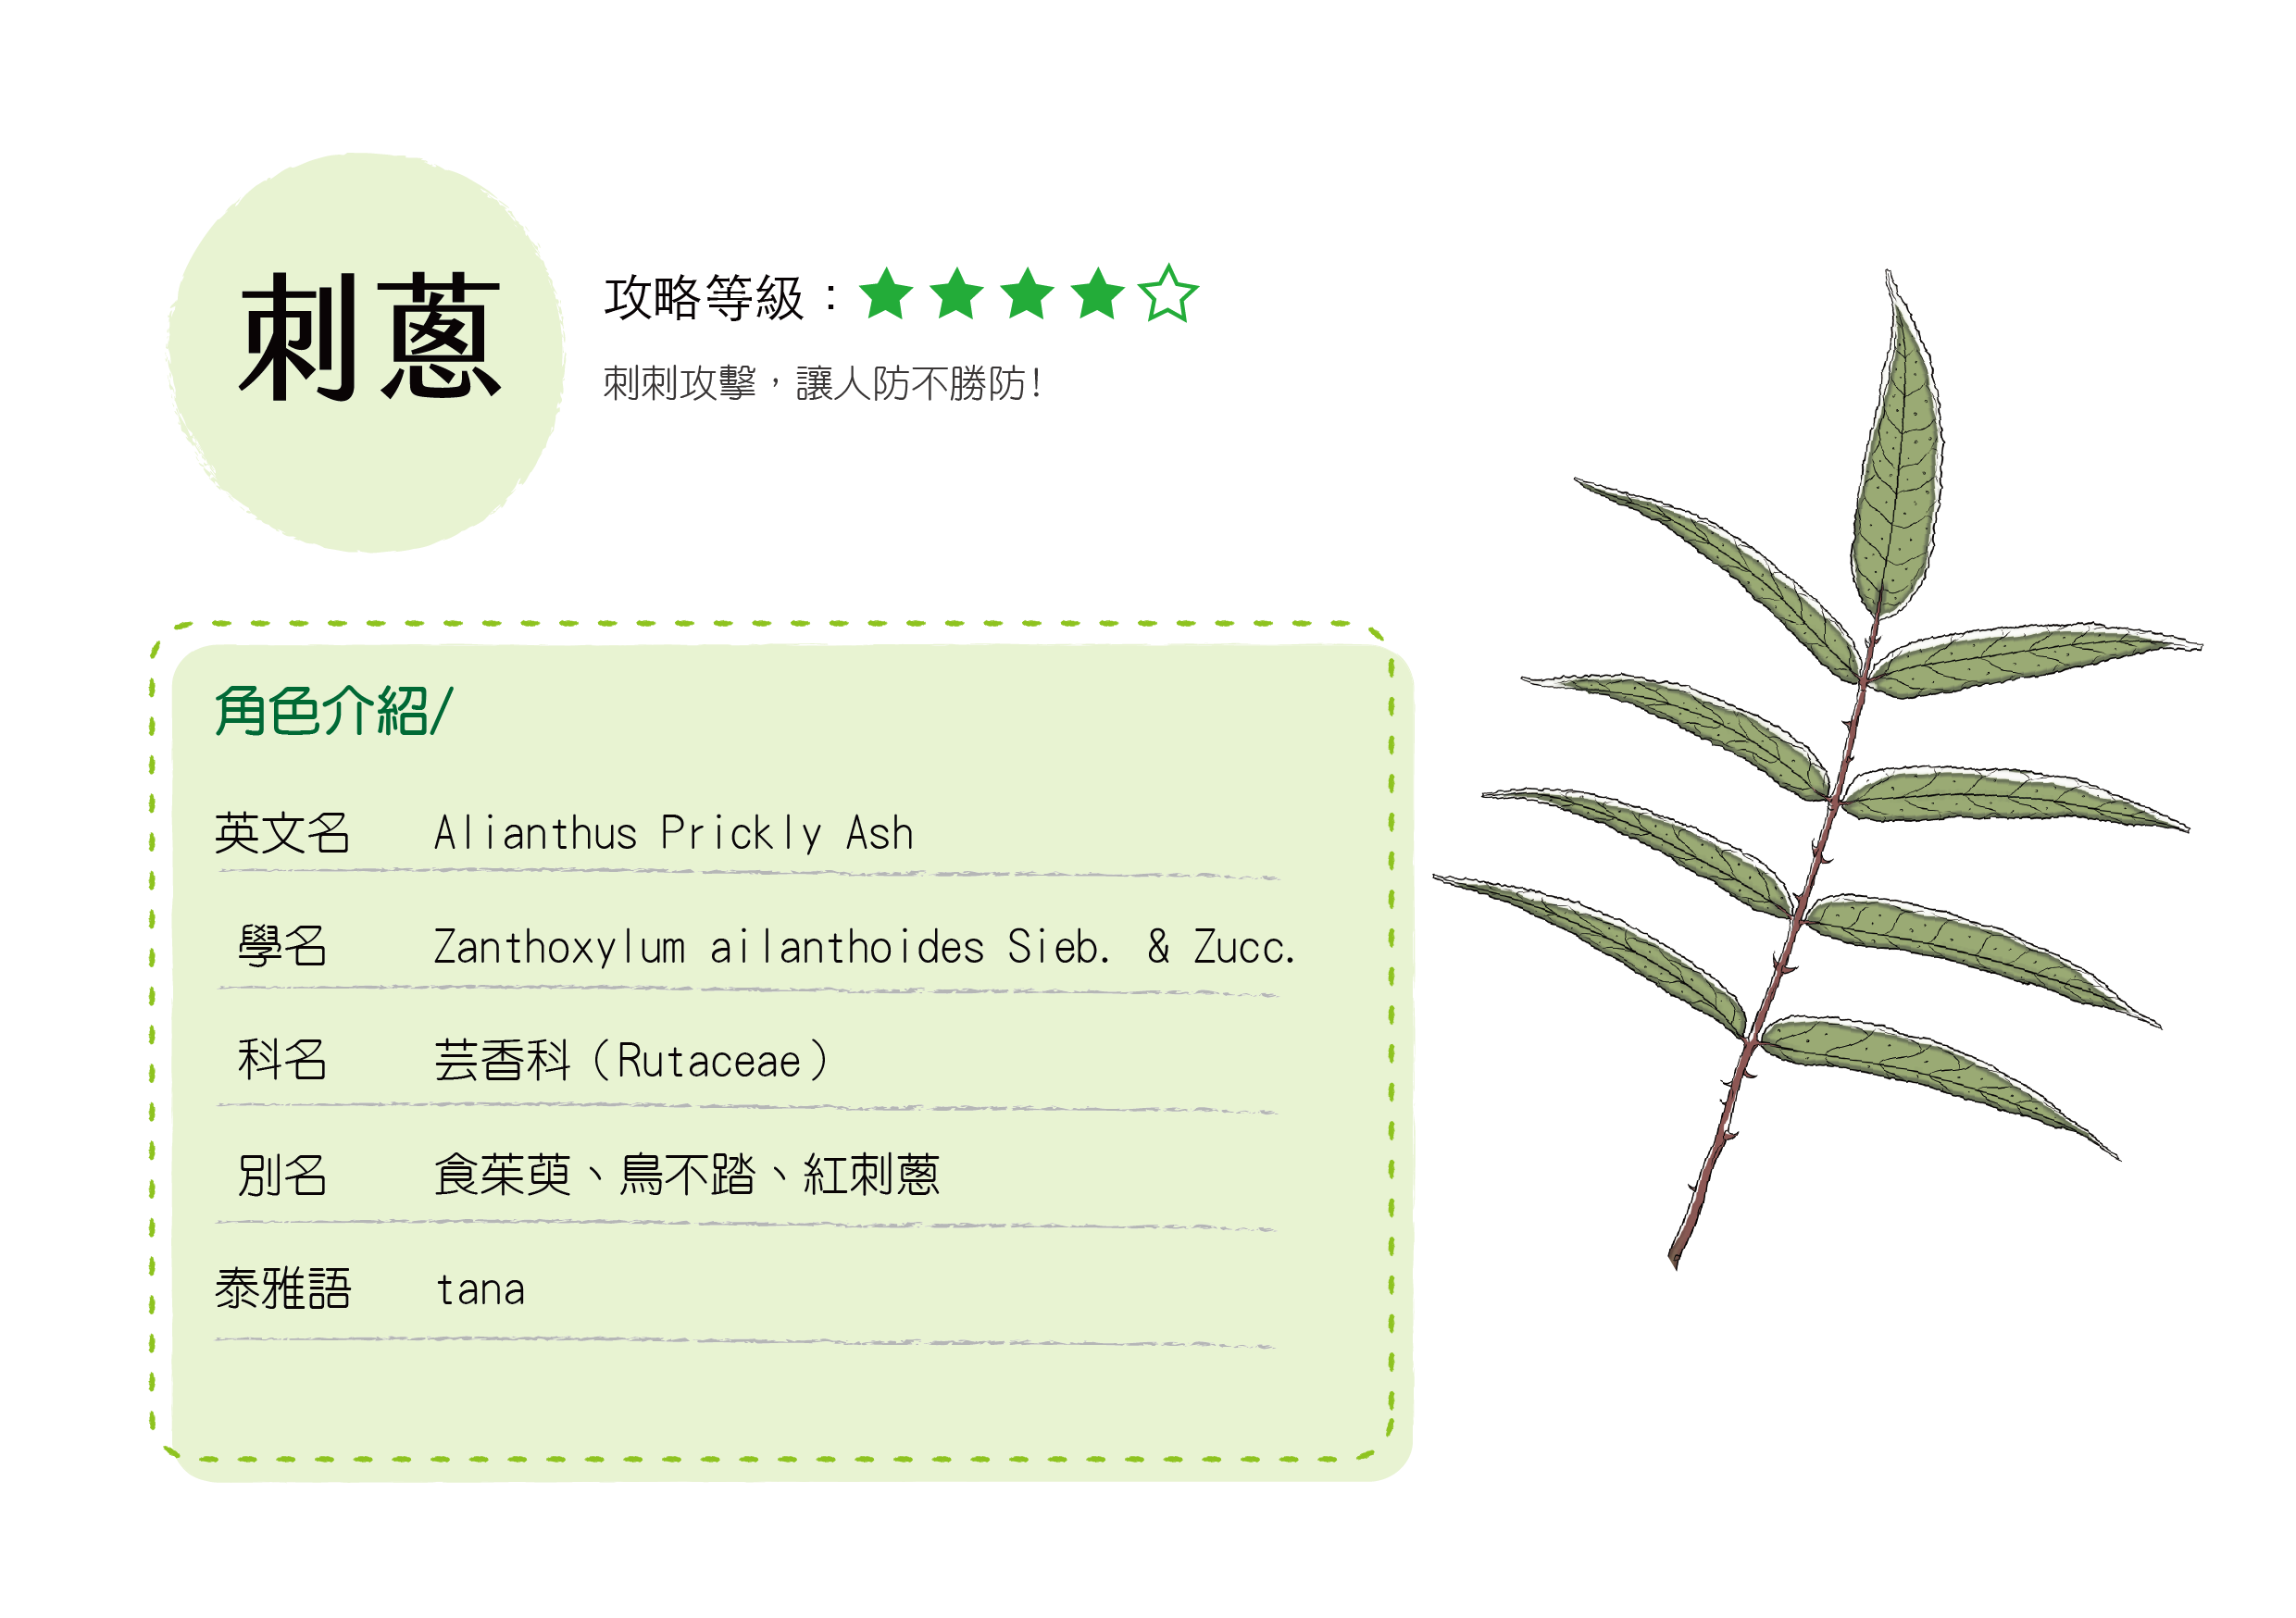 刺蔥
攻略等級：★★★★☆
刺刺攻擊，讓人防不勝防!
角色介紹/
英文名 Alianthus Prickly Ash
學名 Zanthoxylum ailanthoides Sieb. & Zucc.
科名 芸香科（Rutaceae）
別名 食茱萸、鳥不踏、紅刺蔥
泰雅語 tana